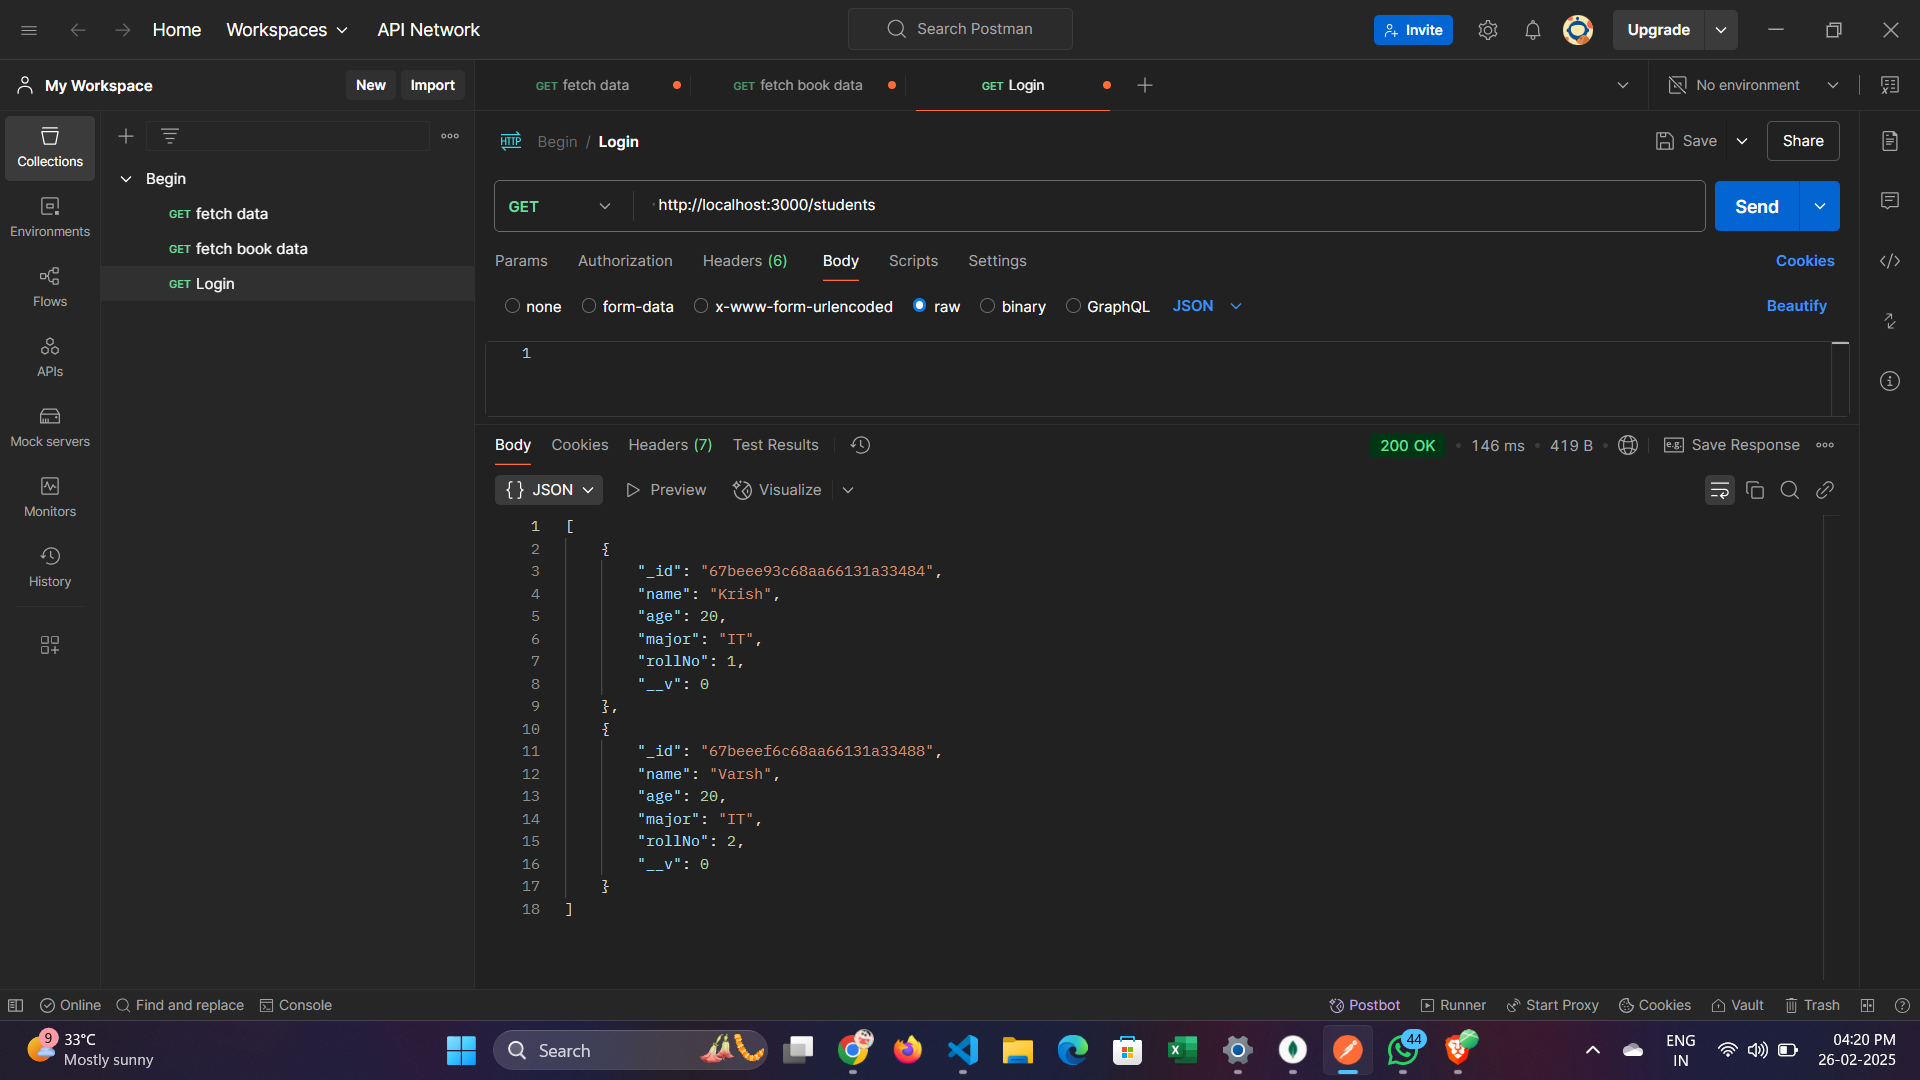 Home
Workspaces
API Network
Search Postman
Invite
Upgrade
My Workspace
New
Import
GET fetch data
GET fetch book data
GET Login
No environment
Collections
Environments
Flows
APIs
Mock servers
Monitors
History
Begin
GET fetch data
GET fetch book data
GET Login
HTTP Begin / Login
Save
Share
GET
http://localhost:3000/students
Send
Params
Authorization
Headers (6)
Body
Scripts
Settings
Cookies
none
form-data
x-www-form-urlencoded
raw
binary
GraphQL
JSON
Beautify
1
Body
Cookies
Headers (7)
Test Results
200 OK
146 ms
419 B
e.g. Save Response
{} JSON
Preview
Visualize
1 [
2 {
3 "_id": "67beee93c68aa66131a33484",
4 "name": "Krish",
5 "age": 20,
6 "major": "IT",
7 "rollNo": 1,
8 "__v": 0
9 },
10 {
11 "_id": "67beeef6c68aa66131a33488",
12 "name": "Varsh",
13 "age": 20,
14 "major": "IT",
15 "rollNo": 2,
16 "__v": 0
17 }
18 ]
Online
Find and replace
Console
Postbot
Runner
Start Proxy
Cookies
Vault
Trash
9
33°C
Mostly sunny
Search
44
ENG
IN
04:20 PM
26-02-2025